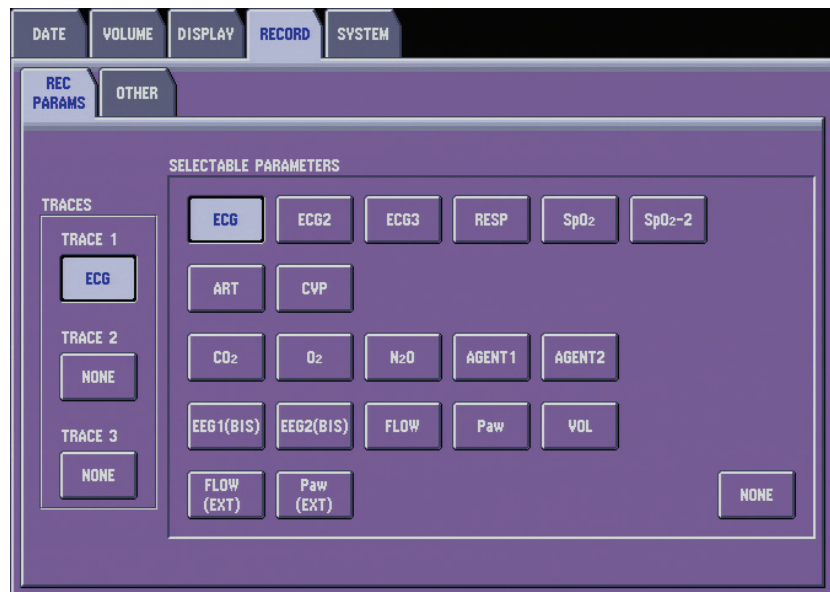 DATE VOLUME DISPLAY RECORD SYSTEM
REC
PARAMS
OTHER
SELECTABLE PARAMETERS
TRACES
TRACE 1
ECG
TRACE 2
NONE
TRACE 3
NONE
ECG ECG2 ECG3 RESP SpO₂ SpO₂-2
ART CVP
CO₂ O₂ N₂O AGENT1 AGENT2
EEG1(BIS) EEG2(BIS) FLOW Paw VOL
FLOW
(EXT)
Paw
(EXT)
NONE